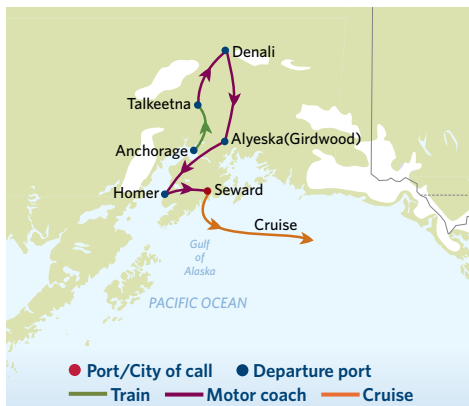 Denali
Talkeetna
Alyeska(Girdwood)
Anchorage
Homer
Seward
Cruise
Gulf
of
Alaska
PACIFIC OCEAN
Port/City of call
Departure port
Train
Motor coach
Cruise